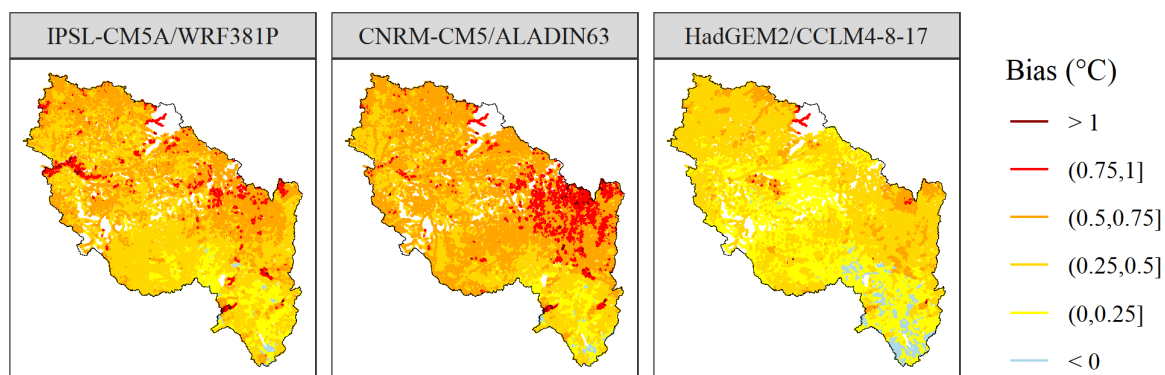 IPSL-CM5A/WRF381P
CNRM-CM5/ALADIN63
HadGEM2/CCLM4-8-17
Bias (°C)
> 1
(0.75,1]
(0.5,0.75]
(0.25,0.5]
(0,0.25]
< 0